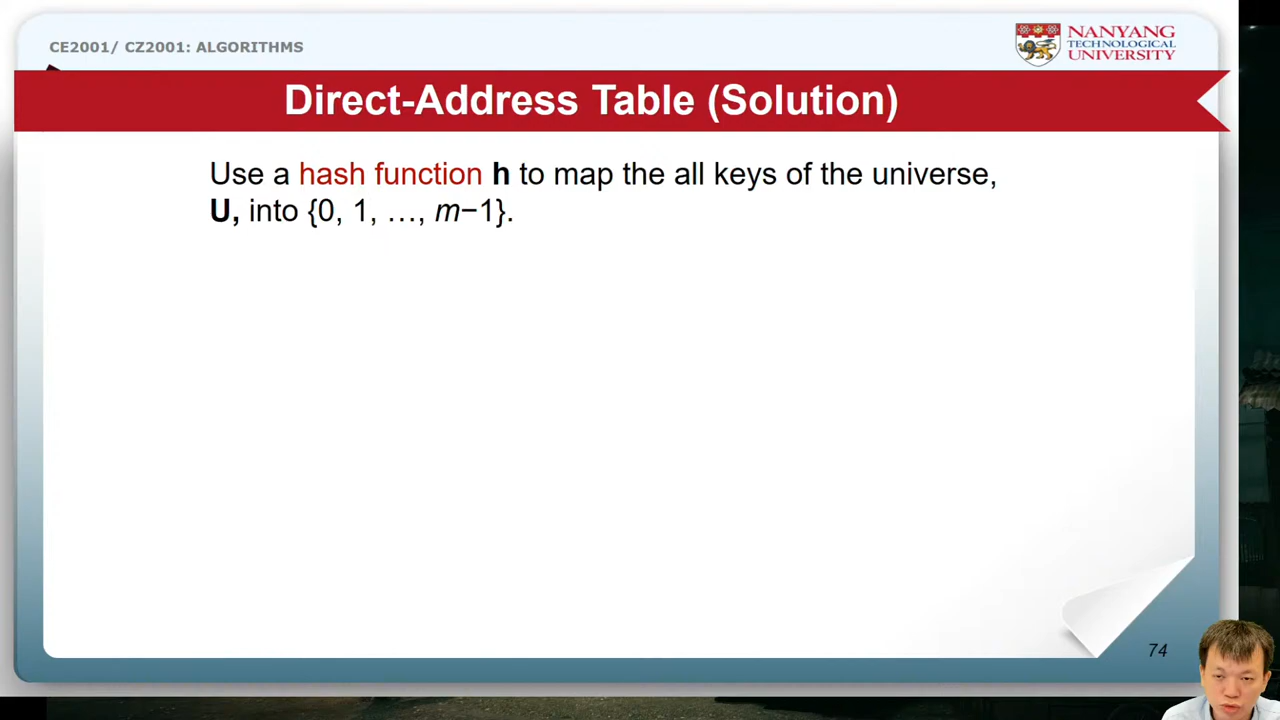 CE2001/ CZ2001: ALGORITHMS
NANYANG
TECHNOLOGICAL
UNIVERSITY
Direct-Address Table (Solution)
Use a hash function h to map the all keys of the universe,
U, into {0, 1, …, m−1}.
74